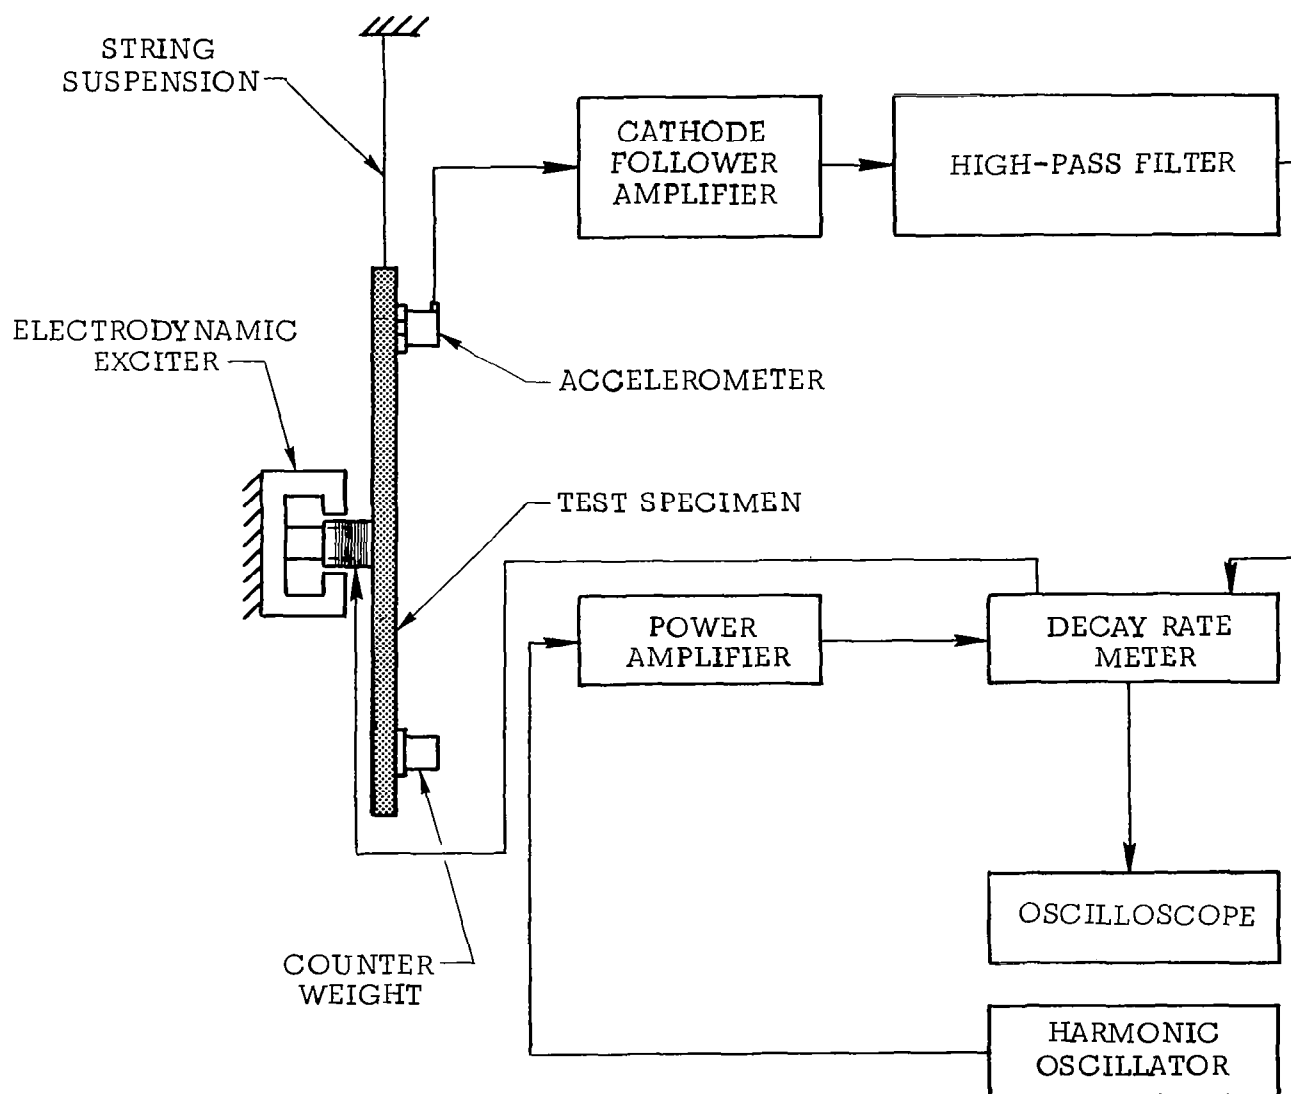 STRING
SUSPENSION
CATHODE
FOLLOWER
AMPLIFIER
HIGH-PASS FILTER
ELECTRODYNAMIC
EXCITER
ACCELEROMETER
TEST SPECIMEN
POWER
AMPLIFIER
DECAY RATE
METER
OSCILLOSCOPE
COUNTER
WEIGHT
HARMONIC
OSCILLATOR